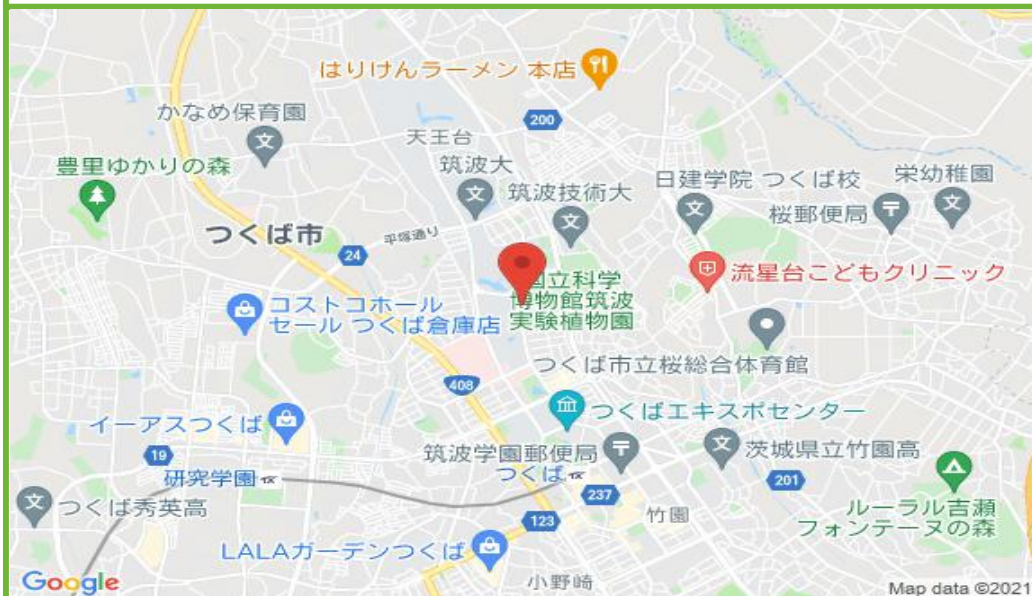 はりけんラーメン 本店
かなめ保育園
200
天王台
豊里ゆかりの森
筑波大
筑波技術大
日建学院 つくば校
栄幼稚園
桜郵便局
つくば市
平塚通り
24
流星台こどもクリニック
国立科学
博物館筑波
実験植物園
コストコホール
セール つくば倉庫店
つくば市立桜総合体育館
408
つくばエキスポセンター
イーアスつくば
筑波学園郵便局
茨城県立竹園高
19
研究学園
つくば
201
237
つくば秀英高
竹園
ルーラル吉瀬
フォンテーヌの森
123
LALAガーデンつくば
小野崎
Google
Map data ©2021